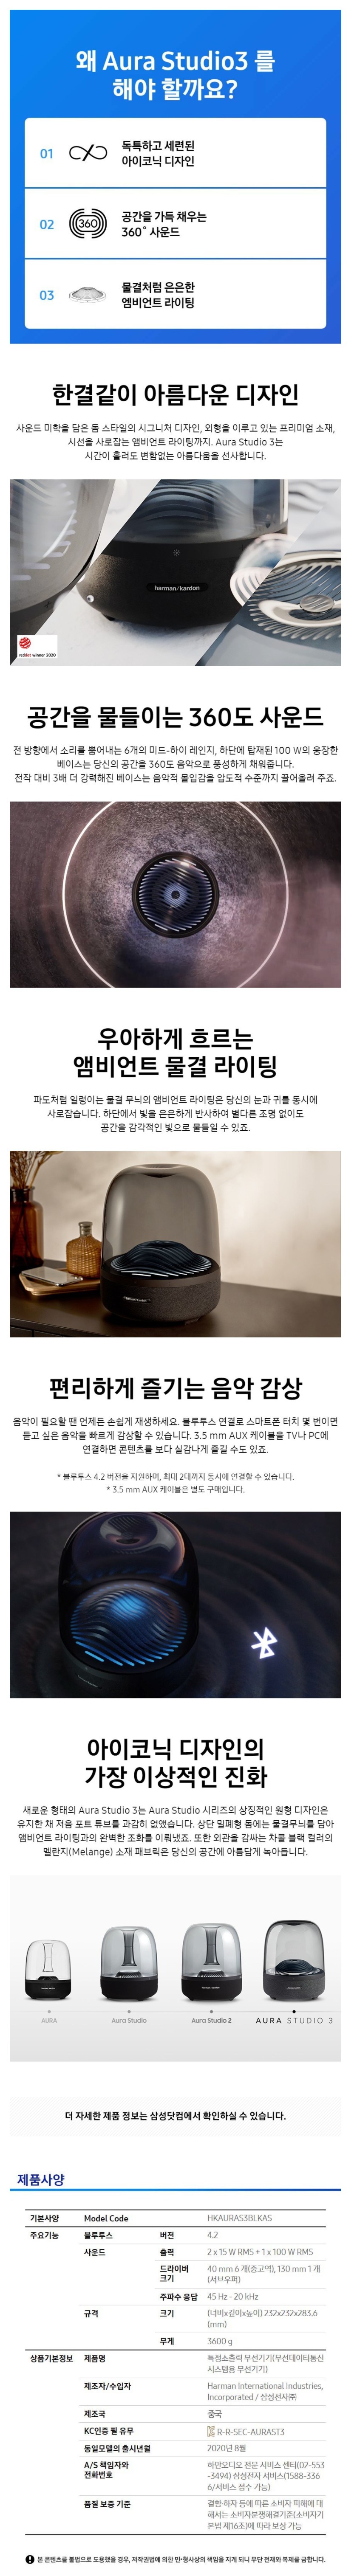 왜 Aura Studio3 를
해야 할까요?
01
독특하고 세련된
아이코닉 디자인
02
360
공간을 가득 채우는
360˚ 사운드
03
물결처럼 은은한
엠비언트 라이팅
한결같이 아름다운 디자인
사운드 미학을 담은 돔 스타일의 시그니처 디자인, 외형을 이루고 있는 프리미엄 소재,
시선을 사로잡는 앰비언트 라이팅까지. Aura Studio 3는
시간이 흘러도 변함없는 아름다움을 선사합니다.
harman/kardon
reddot winner 2020
공간을 물들이는 360도 사운드
전 방향에서 소리를 뿜어내는 6개의 미드-하이 레인지, 하단에 탑재된 100 W의 웅장한
베이스는 당신의 공간을 360도 음악으로 풍성하게 채워줍니다.
전작 대비 3배 더 강력해진 베이스는 음악적 몰입감을 압도적 수준까지 끌어올려 주죠.
우아하게 흐르는
앰비언트 물결 라이팅
파도처럼 일렁이는 물결 무늬의 앰비언트 라이팅은 당신의 눈과 귀를 동시에
사로잡습니다. 하단에서 빛을 은은하게 반사하여 별다른 조명 없이도
공간을 감각적인 빛으로 물들일 수 있죠.
편리하게 즐기는 음악 감상
음악이 필요할 땐 언제든 손쉽게 재생하세요. 블루투스 연결로 스마트폰 터치 몇 번이면
듣고 싶은 음악을 빠르게 감상할 수 있습니다. 3.5 mm AUX 케이블을 TV나 PC에
연결하면 콘텐츠를 보다 실감나게 즐길 수도 있죠.
* 블루투스 4.2 버전을 지원하며, 최대 2대까지 동시에 연결할 수 있습니다.
* 3.5 mm AUX 케이블은 별도 구매입니다.
아이코닉 디자인의
가장 이상적인 진화
새로운 형태의 Aura Studio 3는 Aura Studio 시리즈의 상징적인 원형 디자인은
유지한 채 저음 포트 튜브를 과감히 없앴습니다. 상단 밀폐형 돔에는 물결무늬를 담아
앰비언트 라이팅과의 완벽한 조화를 이뤄냈죠. 또한 외관을 감싸는 차콜 블랙 컬러의
멜란지(Melange) 소재 패브릭은 당신의 공간에 아름답게 녹아듭니다.
AURA
Aura Studio
Aura Studio 2
AURA STUDIO 3
더 자세한 제품 정보는 삼성닷컴에서 확인하실 수 있습니다.
제품사양
기본사양 Model Code HKAURAS3BLKAS
주요기능 블루투스 버전 4.2
사운드 출력 2 x 15 W RMS + 1 x 100 W RMS
드라이버 크기 40 mm 6 개(중고역), 130 mm 1 개
(서브우퍼)
주파수 응답 45 Hz - 20 kHz
규격 크기 (너비x깊이x높이) 232x232x283.6
(mm)
무게 3600 g
상품기본정보 제품명 특정소출력 무선기기(무선데이터통신
시스템용 무선기기)
제조자/수입자 Harman International Industries,
Incorporated / 삼성전자㈜
제조국 중국
KC인증 필 유무 R-R-SEC-AURAST3
동일모델의 출시년월 2020년 8월
A/S 책임자와
전화번호
하만오디오 전문 서비스 센터(02-553
-3494) 삼성전자 서비스(1588-336
6/서비스 접수 가능)
품질 보증 기준 결함·하자 등에 따른 소비자 피해에 대
해서는 소비자분쟁해결기준(소비자기
본법 제16조)에 따라 보상 가능
본 콘텐츠를 불법으로 도용했을 경우, 저작권법에 의한 민•형사상의 책임을 지게 되니 무단 전재와 복제를 금합니다.